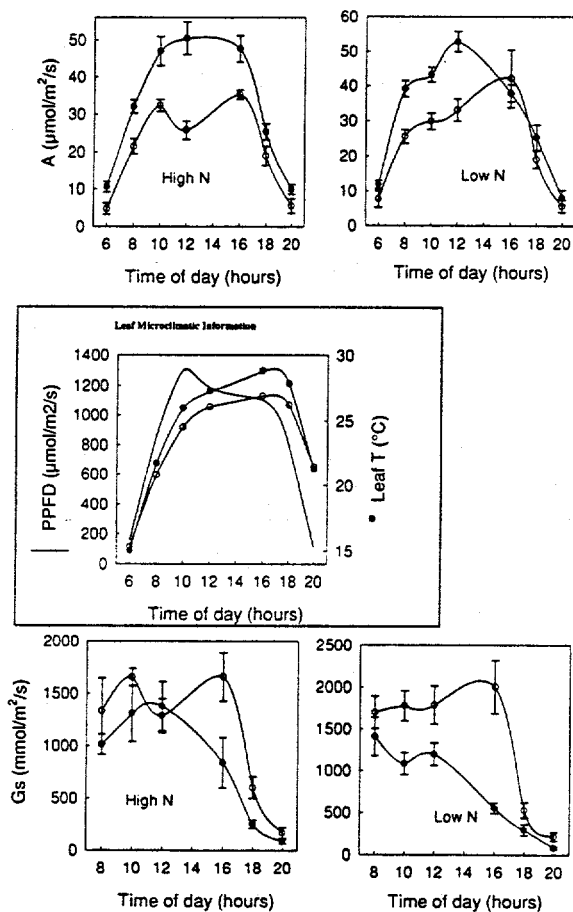 A (µmol/m²/s)
50
40
30
20
10
0
High N
6 8 10 12 14 16 18 20
Time of day (hours)
60
50
40
30
20
10
0
Low N
6 8 10 12 14 16 18 20
Time of day (hours)
Leaf Microclimatic Information
PPFD (µmol/m2/s)
1400
1200
1000
800
600
400
200
0
30
25
20
15
Leaf T (°C)
6 8 10 12 14 16 18 20
Time of day (hours)
Gs (mmol/m²/s)
2000
1500
1000
500
0
High N
8 10 12 14 16 18 20
Time of day (hours)
2500
2000
1500
1000
500
0
Low N
8 10 12 14 16 18 20
Time of day (hours)